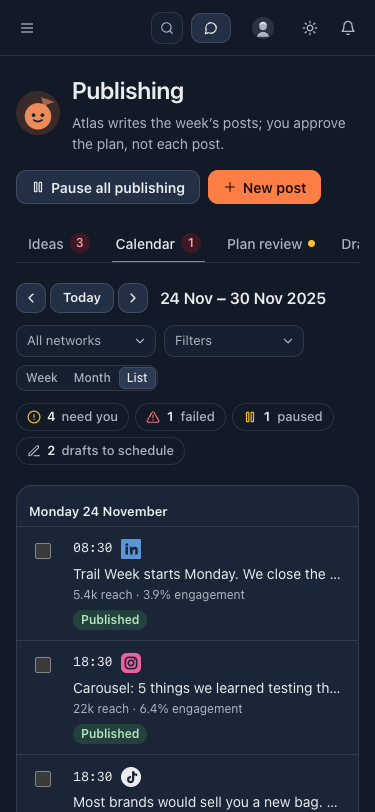 Publishing
Atlas writes the week's posts; you approve
the plan, not each post.
Pause all publishing
+ New post
Ideas 3
Calendar 1
Plan review
Dra
Today
24 Nov – 30 Nov 2025
All networks
Filters
Week Month List
4 need you
1 failed
1 paused
2 drafts to schedule
Monday 24 November
08:30 in
Trail Week starts Monday. We close the ...
5.4k reach · 3.9% engagement
Published
18:30
Carousel: 5 things we learned testing th...
22k reach · 6.4% engagement
Published
18:30
Most brands would sell you a new bag. ...